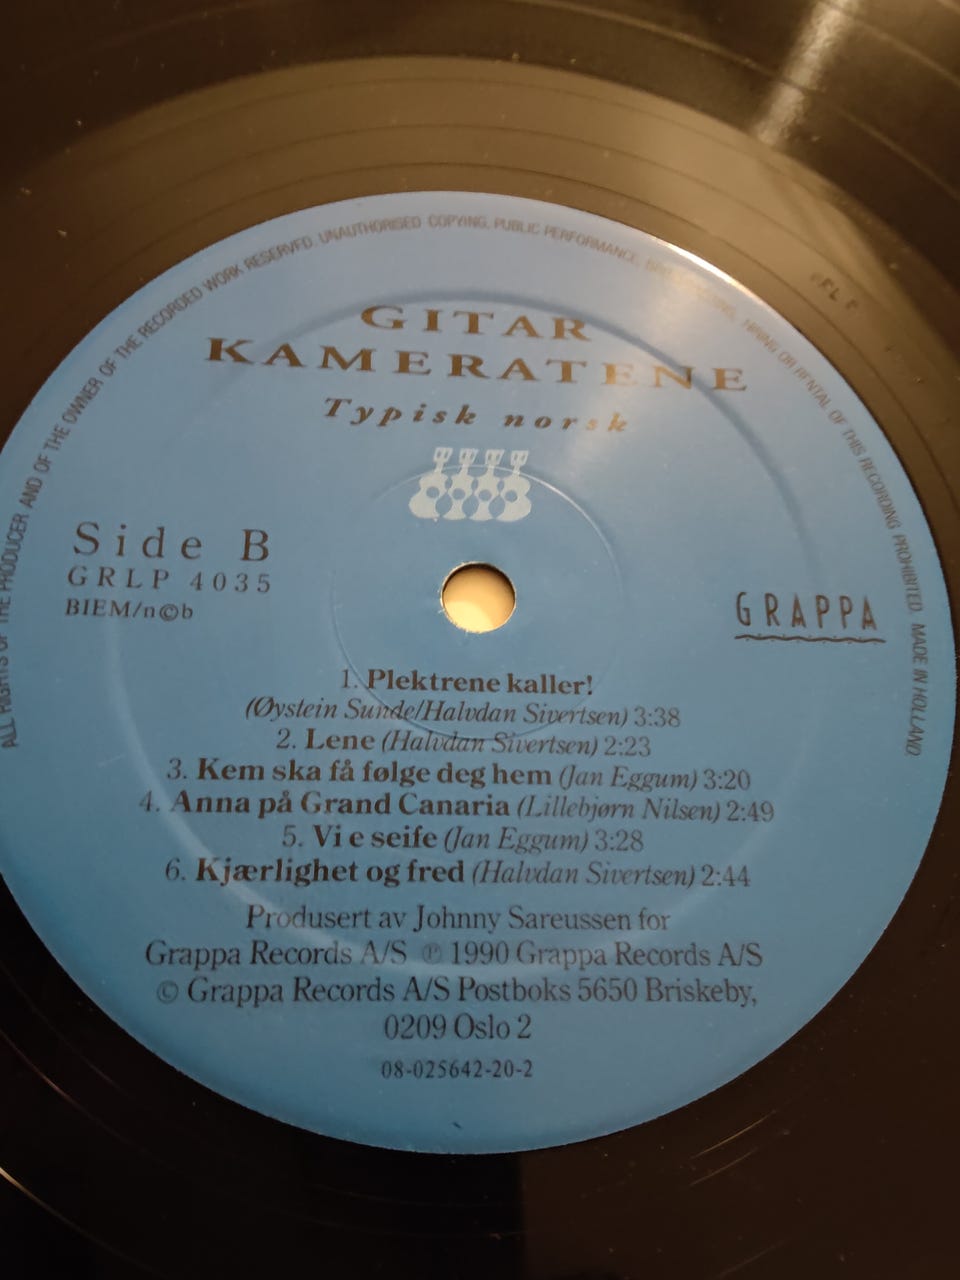 ALL RIGHTS OF THE PRODUCER AND OF THE OWNER OF THE RECORDED WORK RESERVED. UNAUTHORISED COPYING, PUBLIC PERFORMANCE, HIRING OR RENTAL OF THIS RECORDING PROHIBITED. MADE IN HOLLAND
GITAR
KAMERATENE
Typisk norsk
Side B
GRLP 4035
BIEM/n©b
GRAPPA
1. Plektrene kaller!
(Øystein Sunde/Halvdan Sivertsen) 3:38
2. Lene (Halvdan Sivertsen) 2:23
3. Kem ska få følge deg hem (Jan Eggum) 3:20
4. Anna på Grand Canaria (Lillebjørn Nilsen) 2:49
5. Vi e seife (Jan Eggum) 3:28
6. Kjærlighet og fred (Halvdan Sivertsen) 2:44
Produsert av Johnny Sareussen for
Grappa Records A/S ℗ 1990 Grappa Records A/S
© Grappa Records A/S Postboks 5650 Briskeby,
0209 Oslo 2
08-025642-20-2